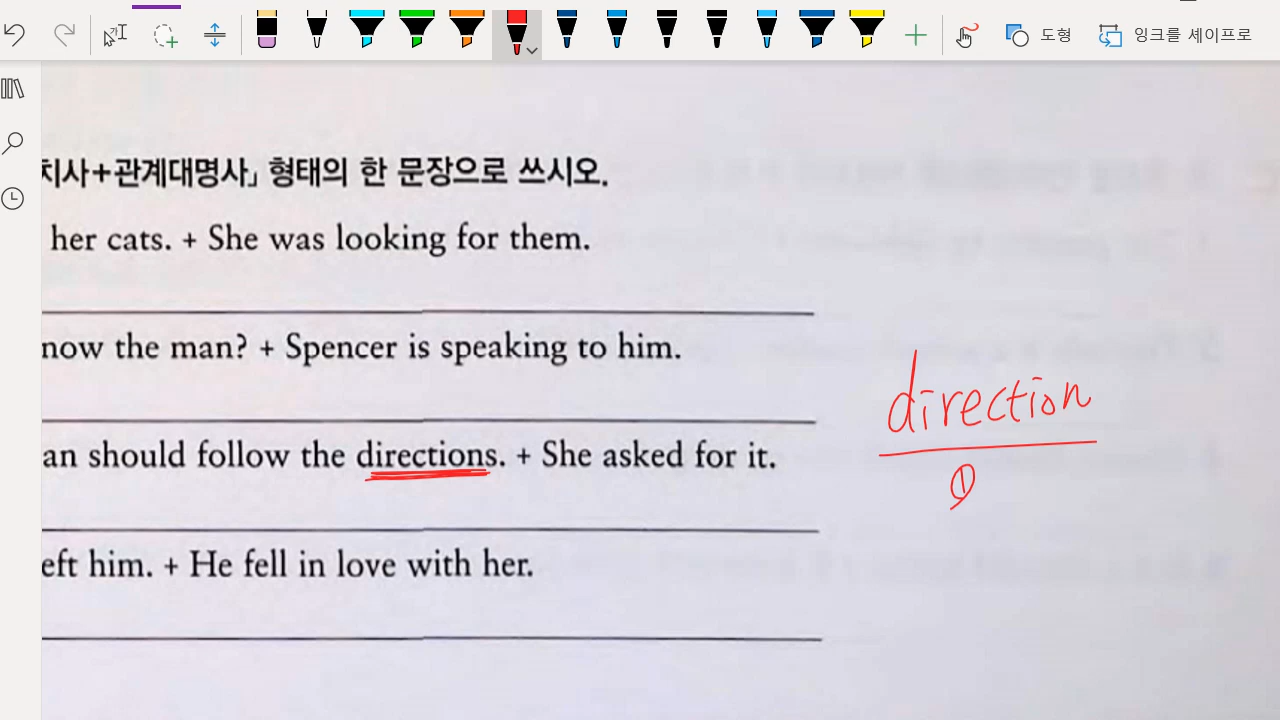 도형
잉크를 셰이프로
치사+관계대명사」 형태의 한 문장으로 쓰시오.
her cats. + She was looking for them.
now the man? + Spencer is speaking to him.
direction
①
an should follow the directions. + She asked for it.
eft him. + He fell in love with her.